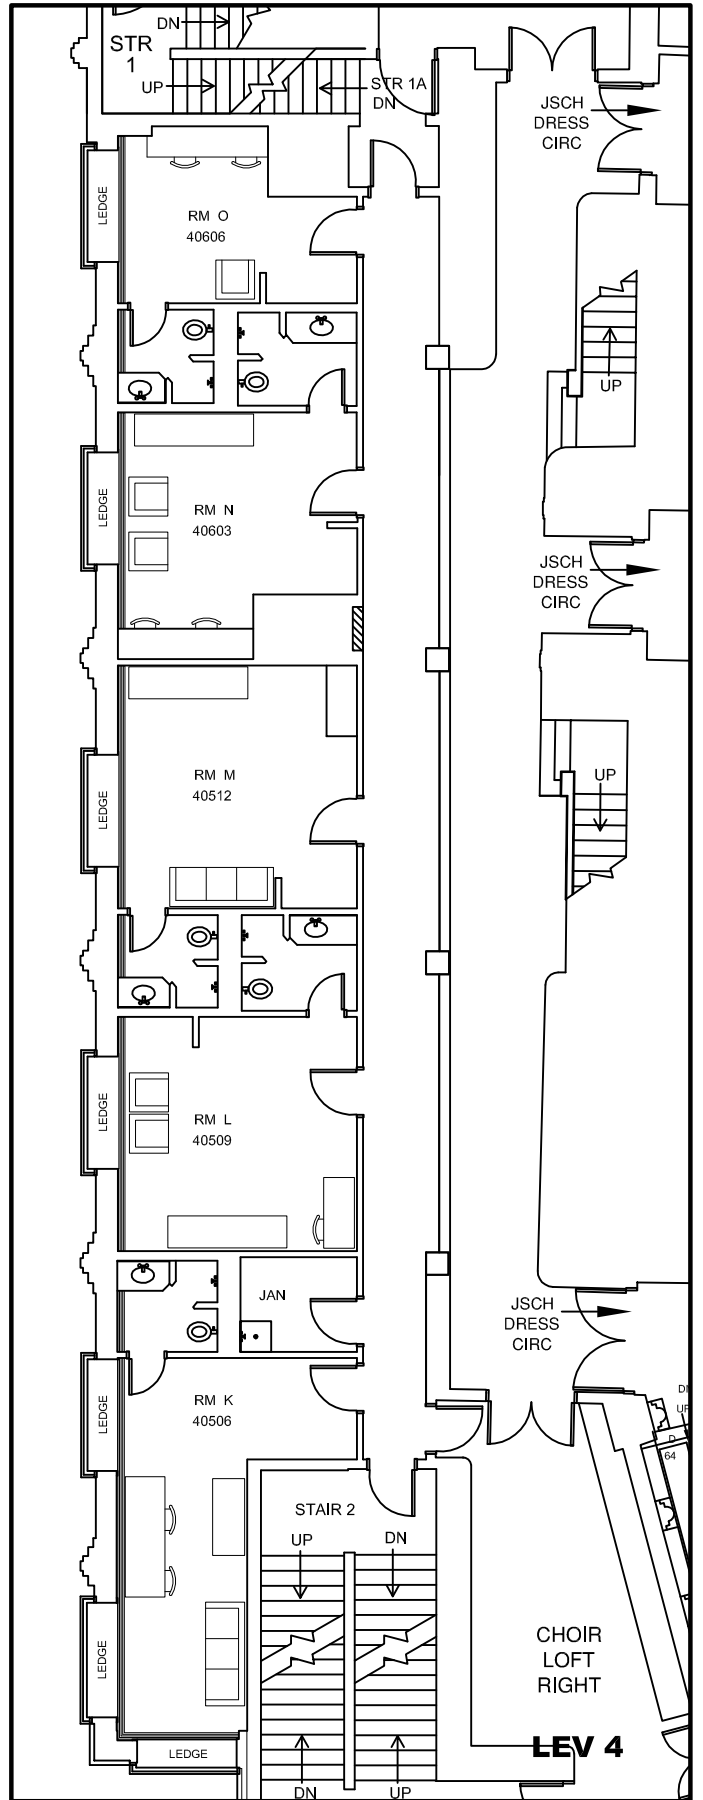 DN
STR
1
UP
STR 1A
DN
JSCH
DRESS
CIRC
LEDGE
RM O
40606
UP
LEDGE
RM N
40603
JSCH
DRESS
CIRC
LEDGE
RM M
40512
UP
LEDGE
RM L
40509
JAN
JSCH
DRESS
CIRC
LEDGE
RM K
40506
UP
D
64
STAIR 2
UP
DN
LEDGE
CHOIR
LOFT
RIGHT
LEDGE
LEV 4
DN
UP